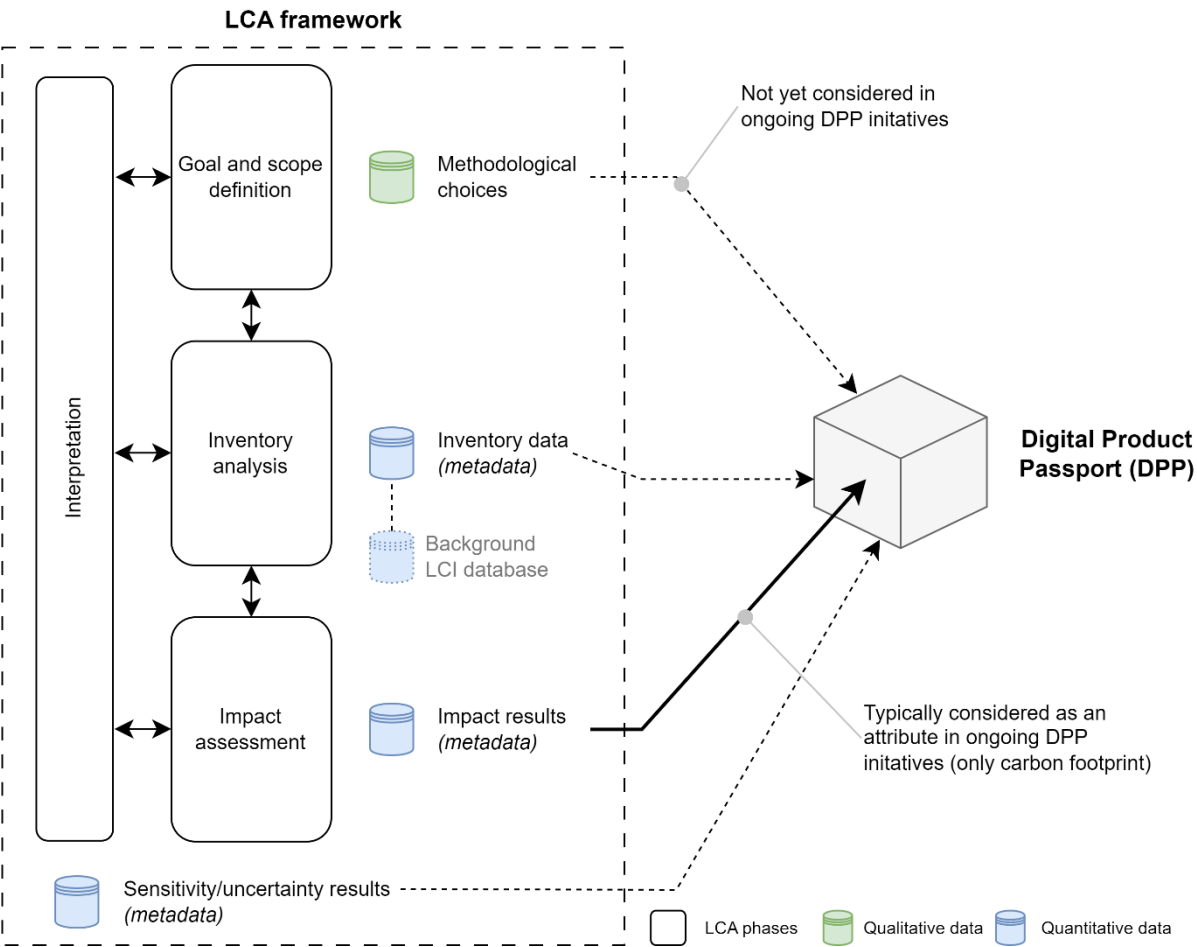 LCA framework
Not yet considered in
ongoing DPP initatives
Goal and scope
definition
Methodological
choices
Interpretation
Inventory
analysis
Inventory data
(metadata)
Background
LCI database
Digital Product
Passport (DPP)
Impact
assessment
Impact results
(metadata)
Typically considered as an
attribute in ongoing DPP
initatives (only carbon footprint)
Sensitivity/uncertainty results
(metadata)
LCA phases
Qualitative data
Quantitative data